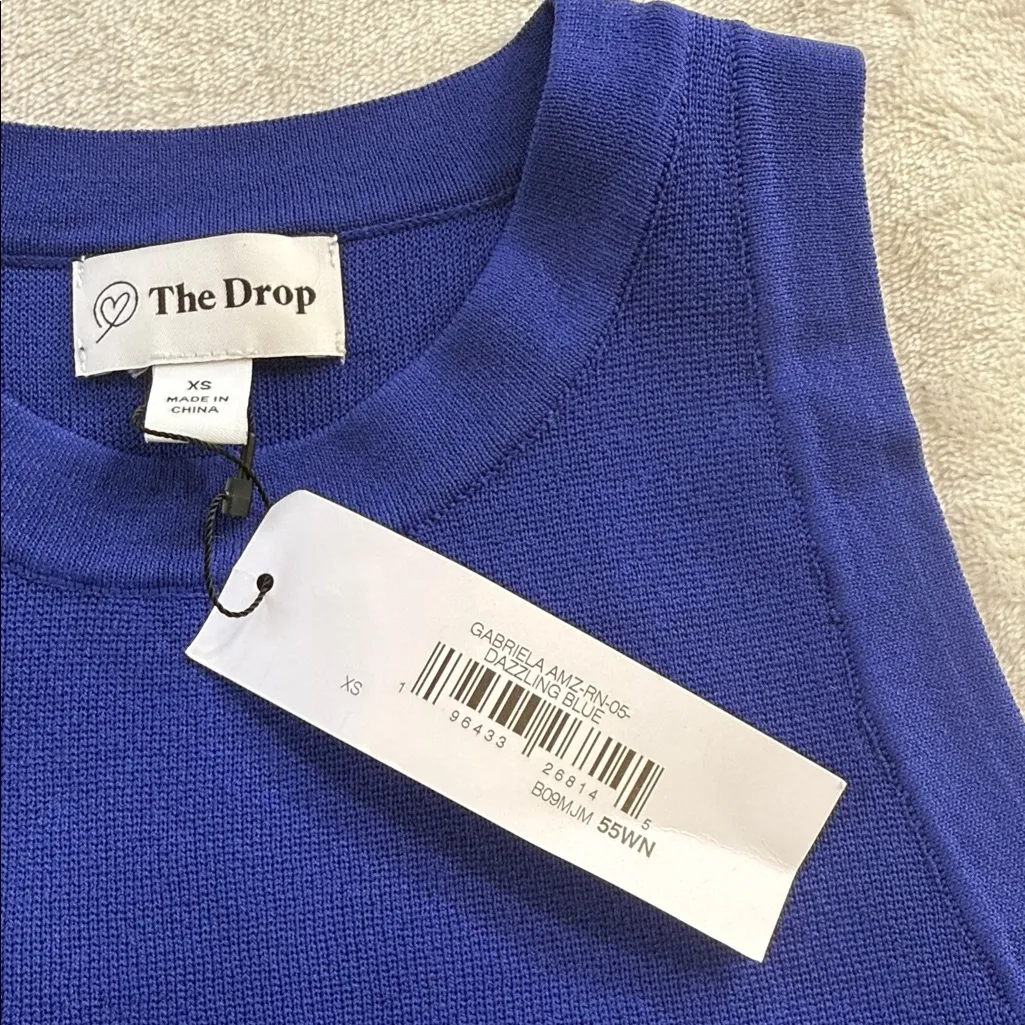 The Drop
XS
MADE IN
CHINA
GABRIELA AMZ-RN-05-
DAZZLING BLUE
XS
1 96433 26814 5
B09MJM 55WN